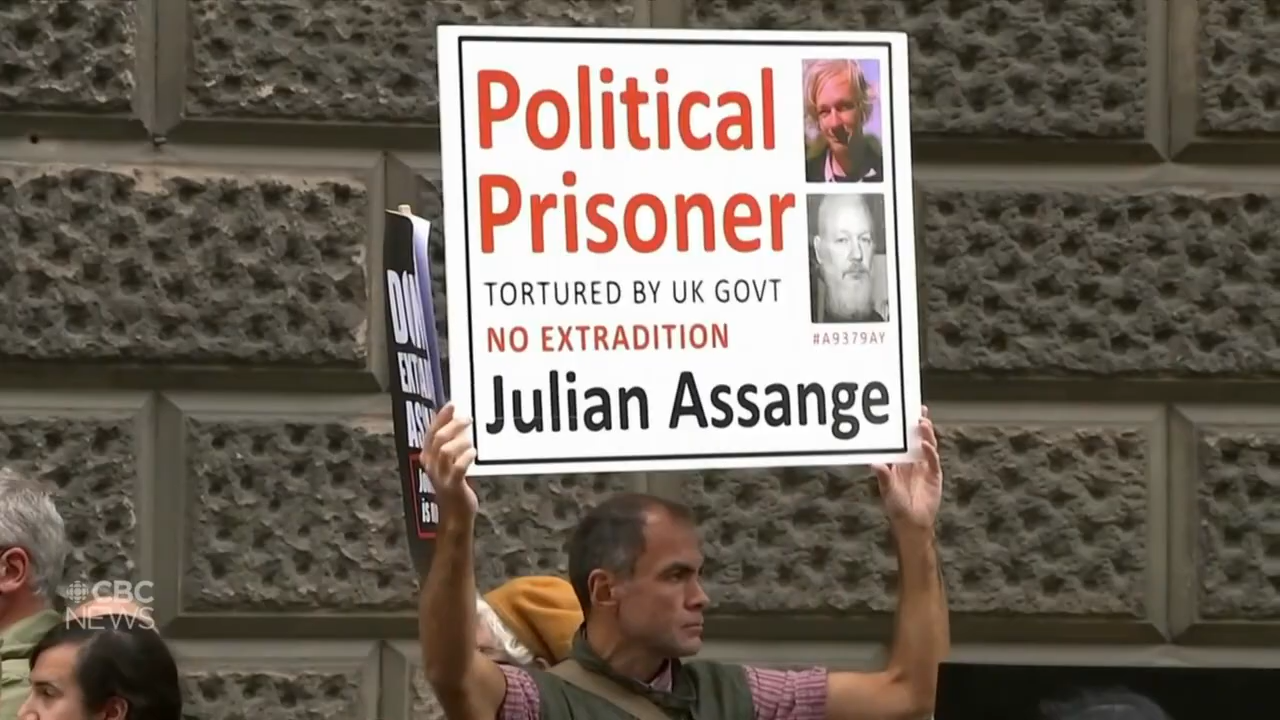 Political
Prisoner
TORTURED BY UK GOVT
NO EXTRADITION
#A9379AY
Julian Assange
CBC
NEWS